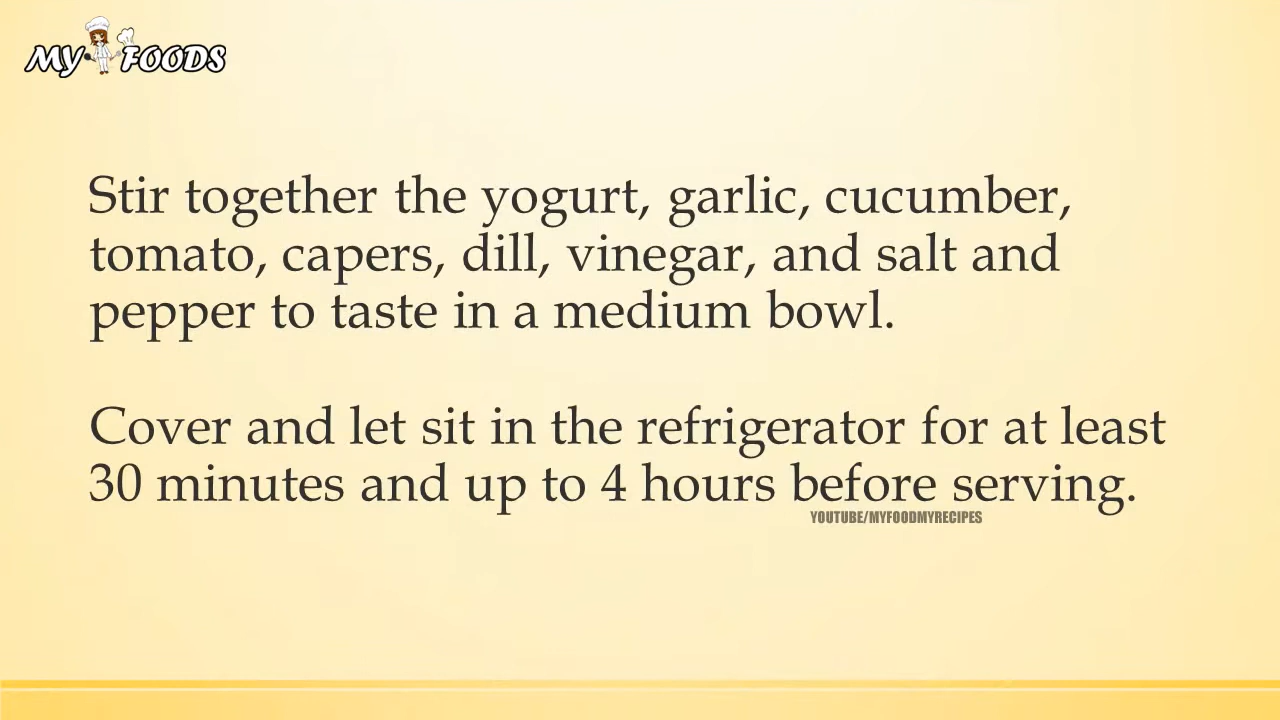 MY FOODS
Stir together the yogurt, garlic, cucumber,
tomato, capers, dill, vinegar, and salt and
pepper to taste in a medium bowl.
Cover and let sit in the refrigerator for at least
30 minutes and up to 4 hours before serving.
YOUTUBE/MYFOODMYRECIPES